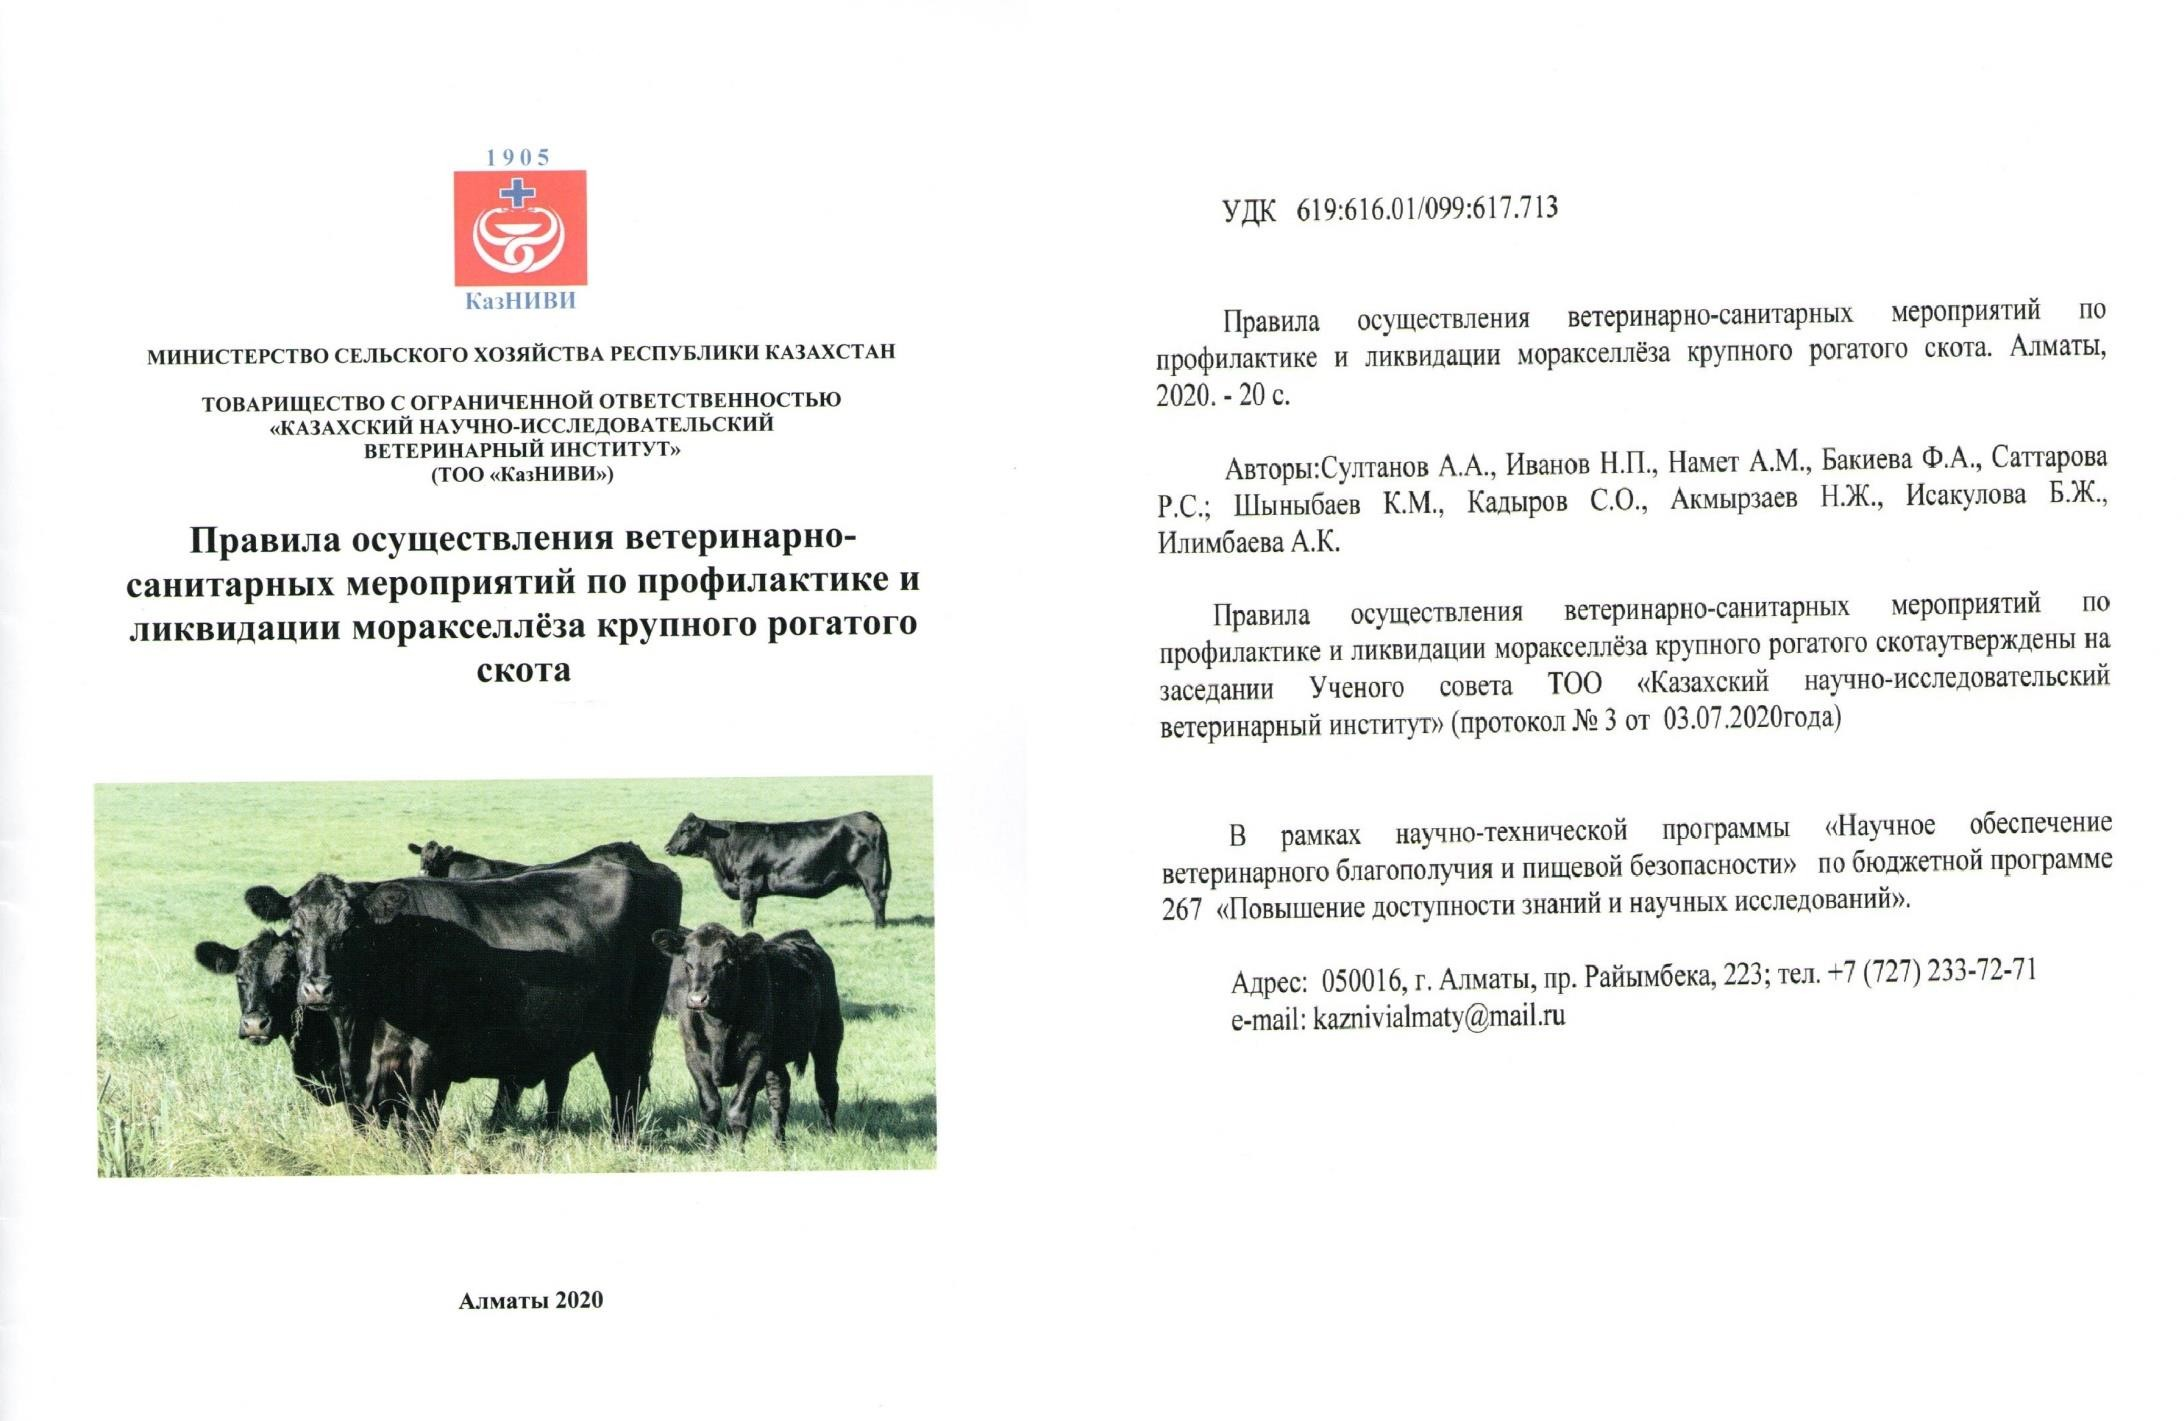 1905
КазНИВИ
МИНИСТЕРСТВО СЕЛЬСКОГО ХОЗЯЙСТВА РЕСПУБЛИКИ КАЗАХСТАН
ТОВАРИЩЕСТВО С ОГРАНИЧЕННОЙ ОТВЕТСТВЕННОСТЬЮ
«КАЗАХСКИЙ НАУЧНО-ИССЛЕДОВАТЕЛЬСКИЙ
ВЕТЕРИНАРНЫЙ ИНСТИТУТ»
(ТОО «КазНИВИ»)
Правила осуществления ветеринарно-
санитарных мероприятий по профилактике и
ликвидации моракселлёза крупного рогатого
скота
Алматы 2020
УДК 619:616.01/099:617.713
Правила осуществления ветеринарно-санитарных мероприятий по
профилактике и ликвидации моракселлёза крупного рогатого скота. Алматы,
2020. - 20 с.
Авторы:Султанов А.А., Иванов Н.П., Намет А.М., Бакиева Ф.А., Саттарова
Р.С.; Шыныбаев К.М., Кадыров С.О., Акмырзаев Н.Ж., Исакулова Б.Ж.,
Илимбаева А.К.
Правила осуществления ветеринарно-санитарных мероприятий по
профилактике и ликвидации моракселлёза крупного рогатого скотаутверждены на
заседании Ученого совета ТОО «Казахский научно-исследовательский
ветеринарный институт» (протокол № 3 от 03.07.2020года)
В рамках научно-технической программы «Научное обеспечение
ветеринарного благополучия и пищевой безопасности» по бюджетной программе
267 «Повышение доступности знаний и научных исследований».
Адрес: 050016, г. Алматы, пр. Райымбека, 223; тел. +7 (727) 233-72-71
e-mail: kaznivialmaty@mail.ru